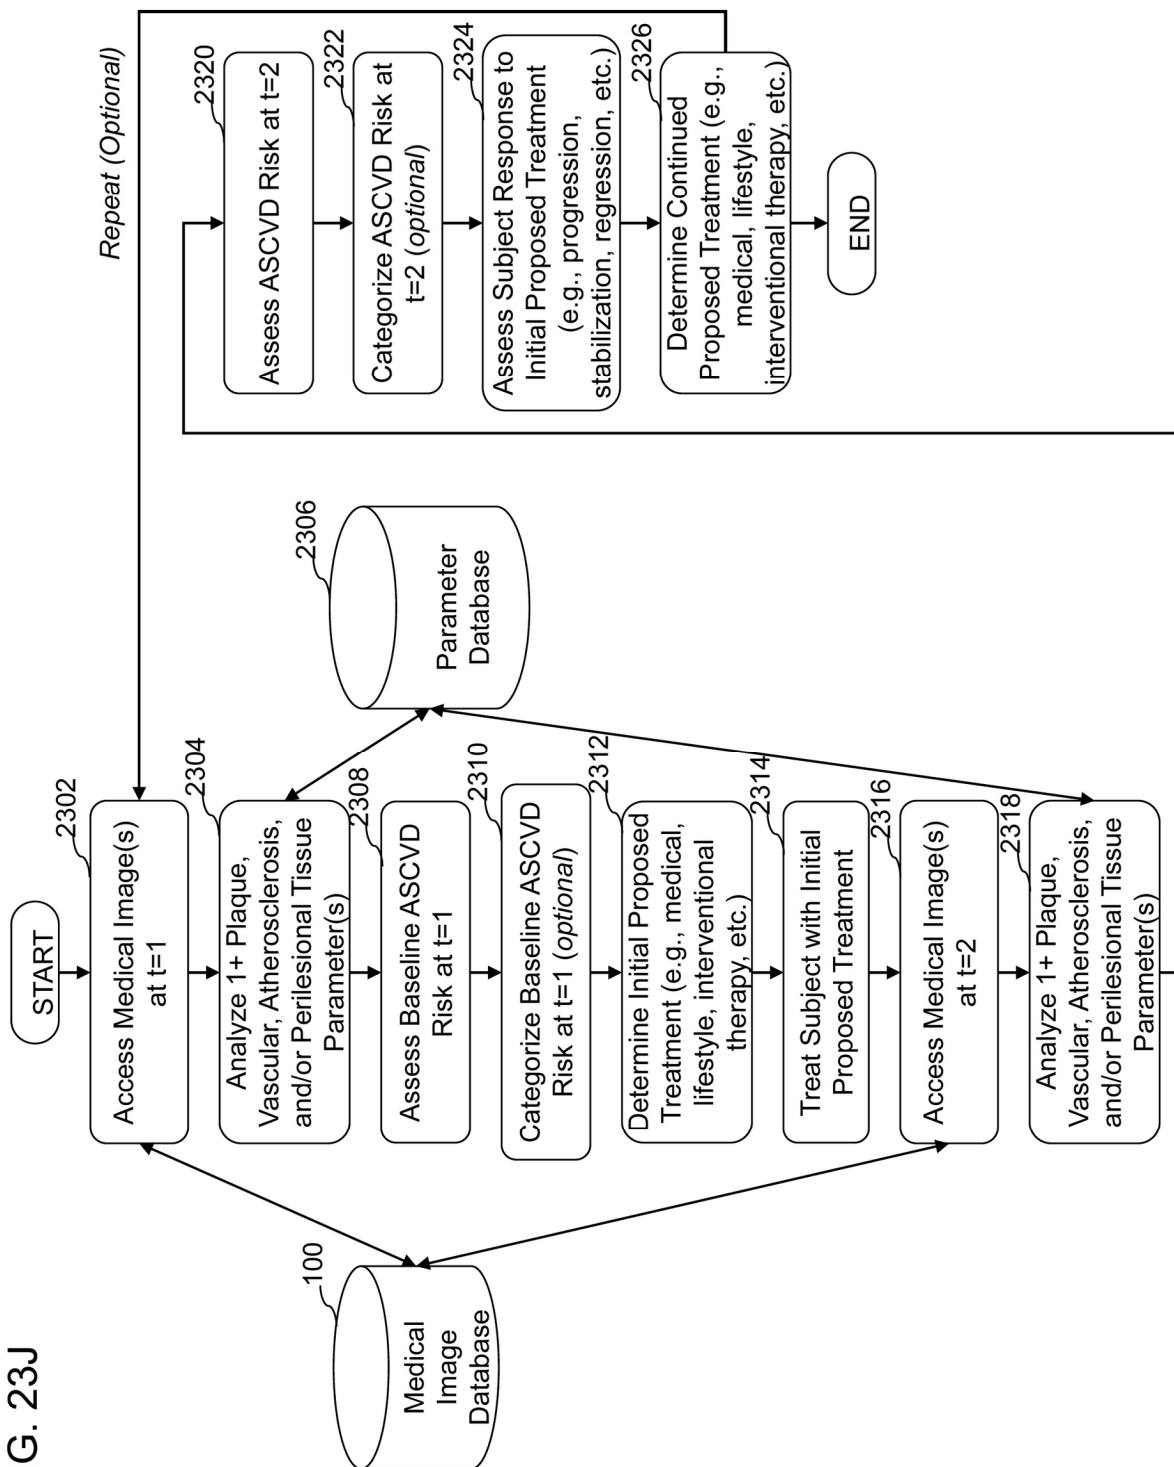 G. 23J
START
2302
Access Medical Image(s)
at t=1
2304
Analyze 1+ Plaque,
Vascular, Atherosclerosis,
and/or Perilesional Tissue
Parameter(s)
2308
Assess Baseline ASCVD
Risk at t=1
2310
Categorize Baseline ASCVD
Risk at t=1 (optional)
2312
Determine Initial Proposed
Treatment (e.g., medical,
lifestyle, interventional
therapy, etc.)
2314
Treat Subject with Initial
Proposed Treatment
2316
Access Medical Image(s)
at t=2
2318
Analyze 1+ Plaque,
Vascular, Atherosclerosis,
and/or Perilesional Tissue
Parameter(s)
100
Medical
Image
Database
2306
Parameter
Database
Repeat (Optional)
2320
Assess ASCVD Risk at t=2
2322
Categorize ASCVD Risk at
t=2 (optional)
2324
Assess Subject Response to
Initial Proposed Treatment
(e.g., progression,
stabilization, regression, etc.)
2326
Determine Continued
Proposed Treatment (e.g.,
medical, lifestyle,
interventional therapy, etc.)
END